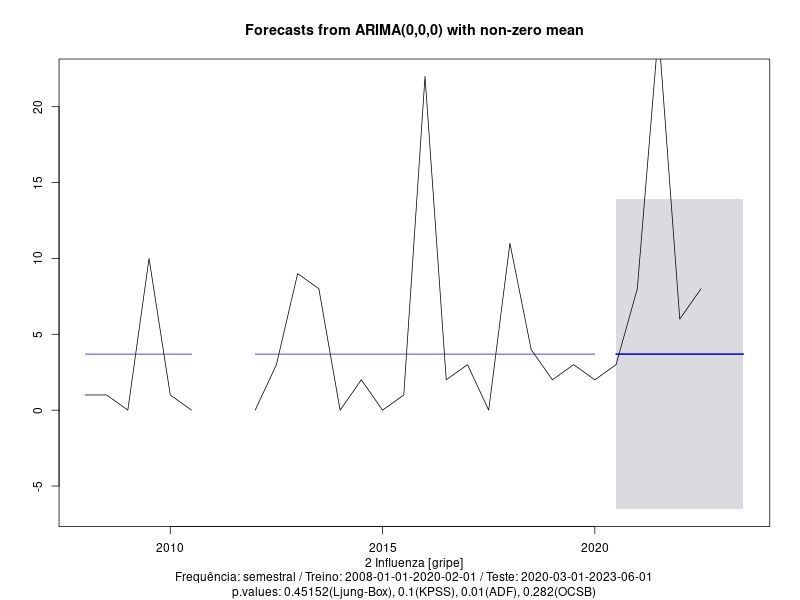 Forecasts from ARIMA(0,0,0) with non-zero mean
20
15
10
5
0
-5
2010
2015
2020
2 Influenza [gripe]
Frequência: semestral / Treino: 2008-01-01-2020-02-01 / Teste: 2020-03-01-2023-06-01
p.values: 0.45152(Ljung-Box), 0.1(KPSS), 0.01(ADF), 0.282(OCSB)